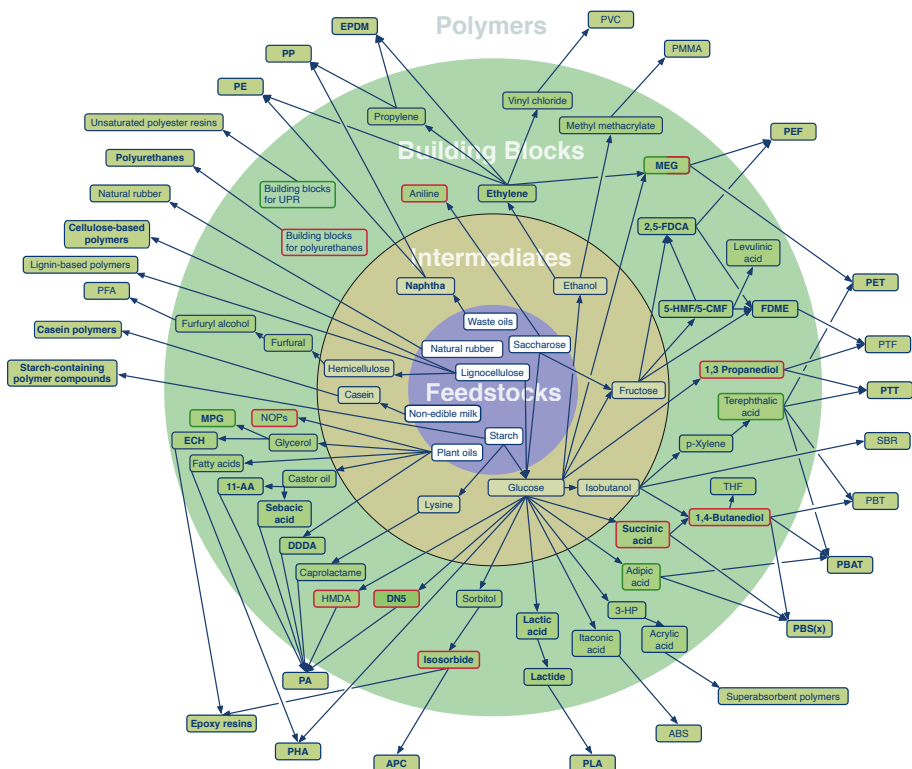 Polymers
EPDM
PVC
PP
PMMA
PE
Vinyl chloride
Propylene
Unsaturated polyester resins
Methyl methacrylate
PEF
Building Blocks
Polyurethanes
MEG
Building blocks
for UPR
Aniline
Ethylene
Natural rubber
Cellulose-based
polymers
Building blocks
for polyurethanes
2,5-FDCA
Levulinic
acid
Intermediates
Lignin-based polymers
Naphtha
Ethanol
PET
PFA
5-HMF/5-CMF
FDME
Furfuryl alcohol
Waste oils
Casein polymers
Furfural
Natural rubber
Saccharose
PTF
Starch-containing
polymer compounds
Hemicellulose
Lignocellulose
1,3 Propanediol
Feedstocks
Fructose
PTT
Casein
Terephthalic
acid
MPG
NOPs
Non-edible milk
ECH
Glycerol
Starch
p-Xylene
SBR
Fatty acids
Plant oils
Castor oil
11-AA
Glucose
Isobutanol
THF
PBT
Sebacic
acid
Lysine
Succinic
acid
1,4-Butanediol
DDDA
PBAT
Caprolactame
Adipic
acid
HMDA
DN5
Sorbitol
3-HP
Lactic
acid
Itaconic
acid
Acrylic
acid
PBS(x)
Isosorbide
Lactide
PA
Superabsorbent polymers
Epoxy resins
ABS
PHA
APC
PLA